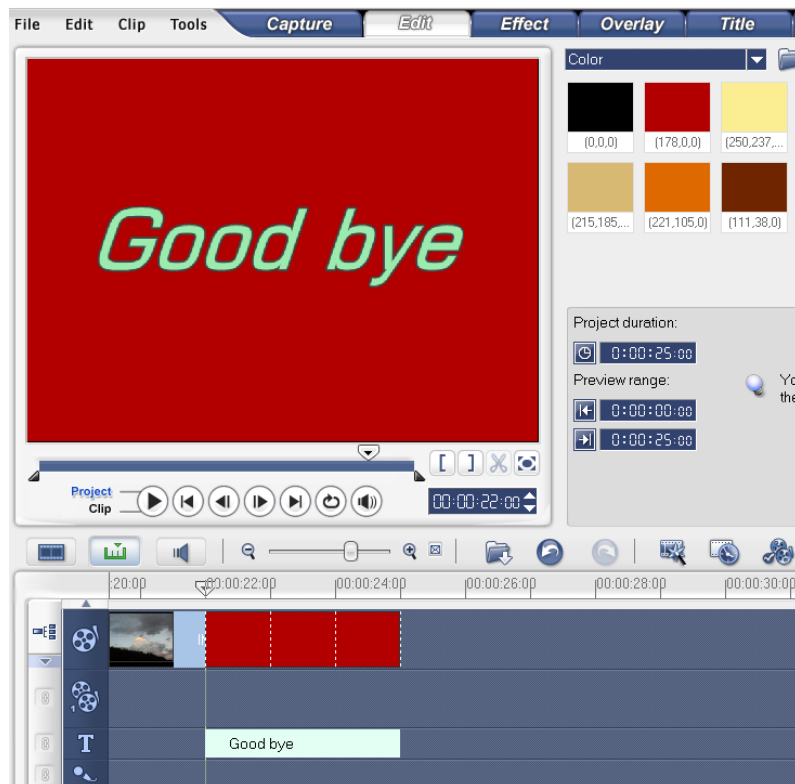 File Edit Clip Tools Capture Edit Effect Overlay Title
Color
Good bye
(0,0,0) (178,0,0) (250,237,...
(215,185,... (221,105,0) (111,38,0)
Project duration:
0:00:25:00
Preview range:
0:00:00:00
0:00:25:00
Project
Clip
00:00:22:00
:20:00 00:00:22:00 00:00:24:00 00:00:26:00 00:00:28:00 00:00:30:00
1
T Good bye